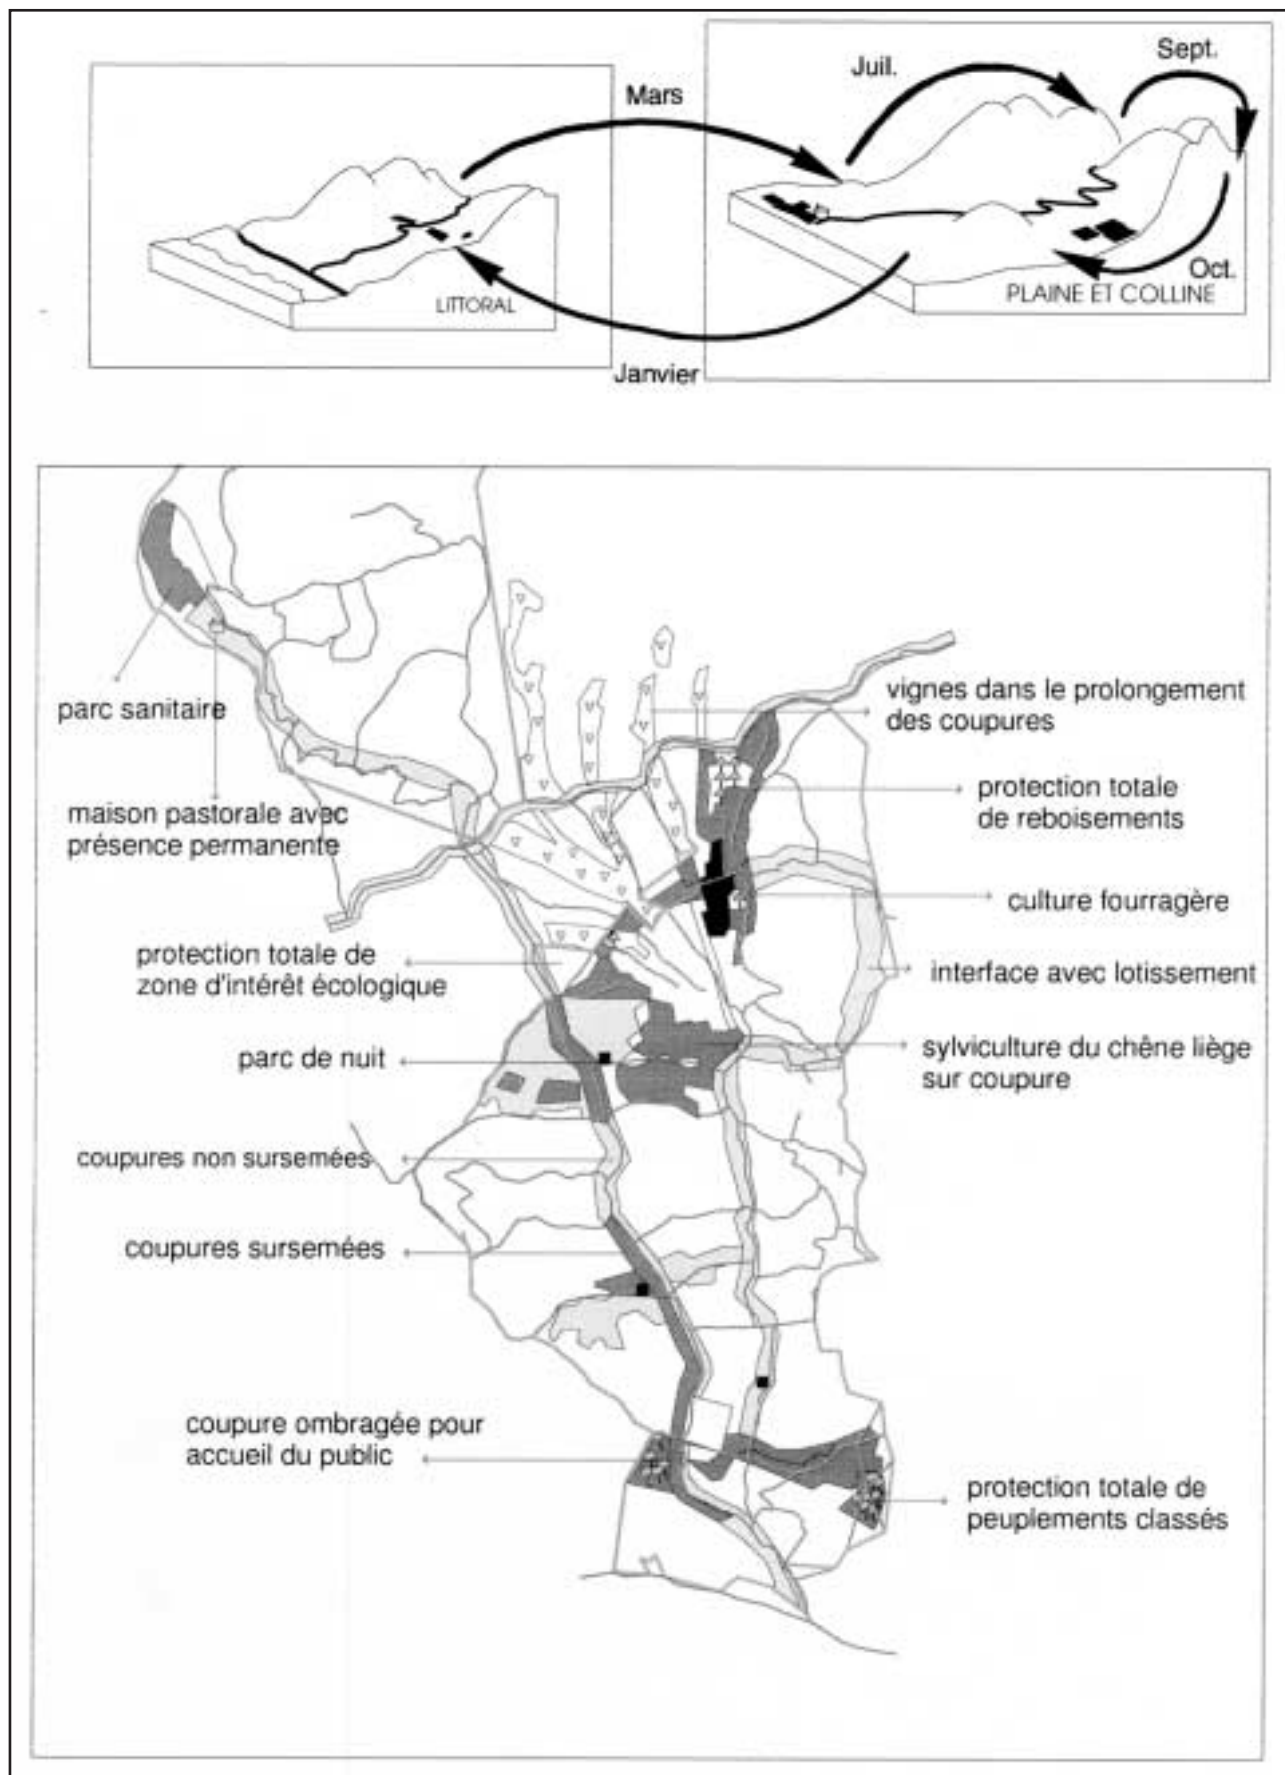 Mars
Juil.
Sept.
LITTORAL
Oct.
PLAINE ET COLLINE
Janvier
parc sanitaire
maison pastorale avec
présence permanente
vignes dans le prolongement
des coupures
protection totale
de reboisements
culture fourragère
protection totale de
zone d'intérêt écologique
interface avec lotissement
parc de nuit
sylviculture du chêne liège
sur coupure
coupures non sursemées
coupures sursemées
coupure ombragée pour
accueil du public
protection totale de
peuplements classés